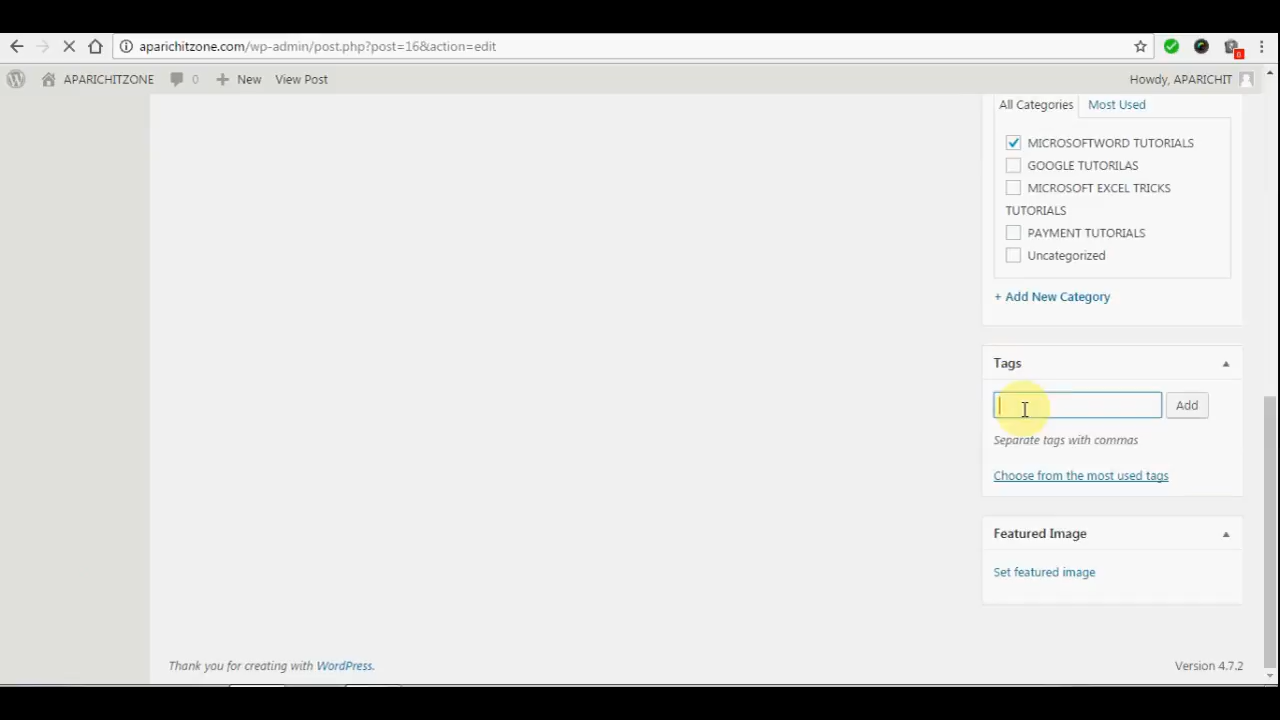 aparichitzone.com/wp-admin/post.php?post=16&action=edit
0
APARICHITZONE 0 New View Post Howdy, APARICHIT
All Categories Most Used
MICROSOFTWORD TUTORIALS
GOOGLE TUTORILAS
MICROSOFT EXCEL TRICKS
TUTORIALS
PAYMENT TUTORIALS
Uncategorized
+ Add New Category
Tags
Add
Separate tags with commas
Choose from the most used tags
Featured Image
Set featured image
Thank you for creating with WordPress. Version 4.7.2